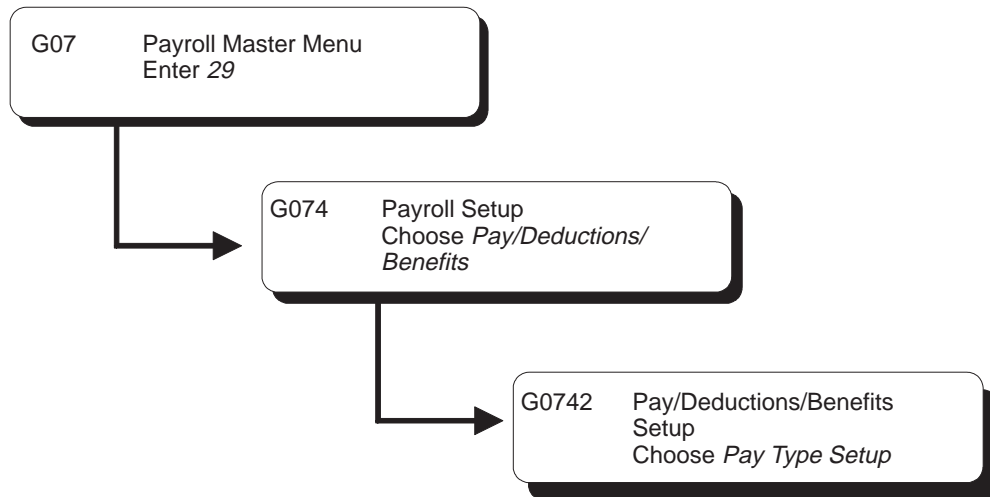 G07 Payroll Master Menu
Enter 29
G074 Payroll Setup
Choose Pay/Deductions/
Benefits
G0742 Pay/Deductions/Benefits
Setup
Choose Pay Type Setup